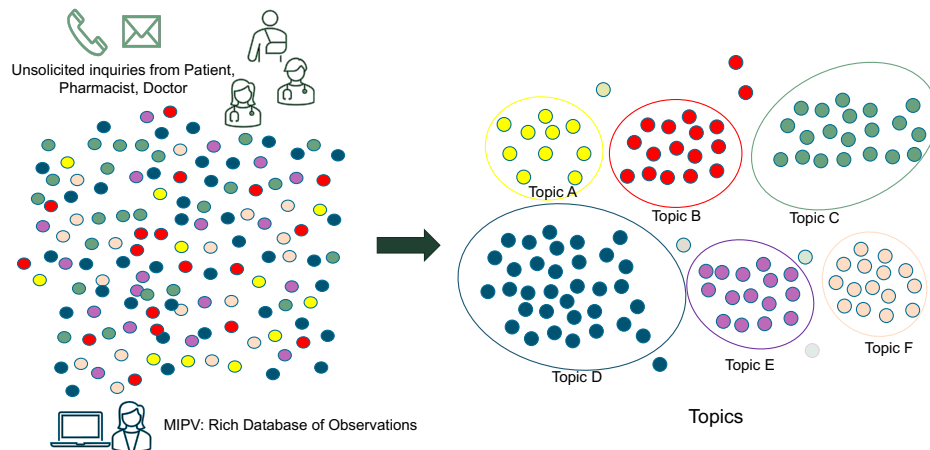 Unsolicited inquiries from Patient,
Pharmacist, Doctor
Topic A
Topic B
Topic C
Topic D
Topic E
Topic F
MIPV: Rich Database of Observations
Topics